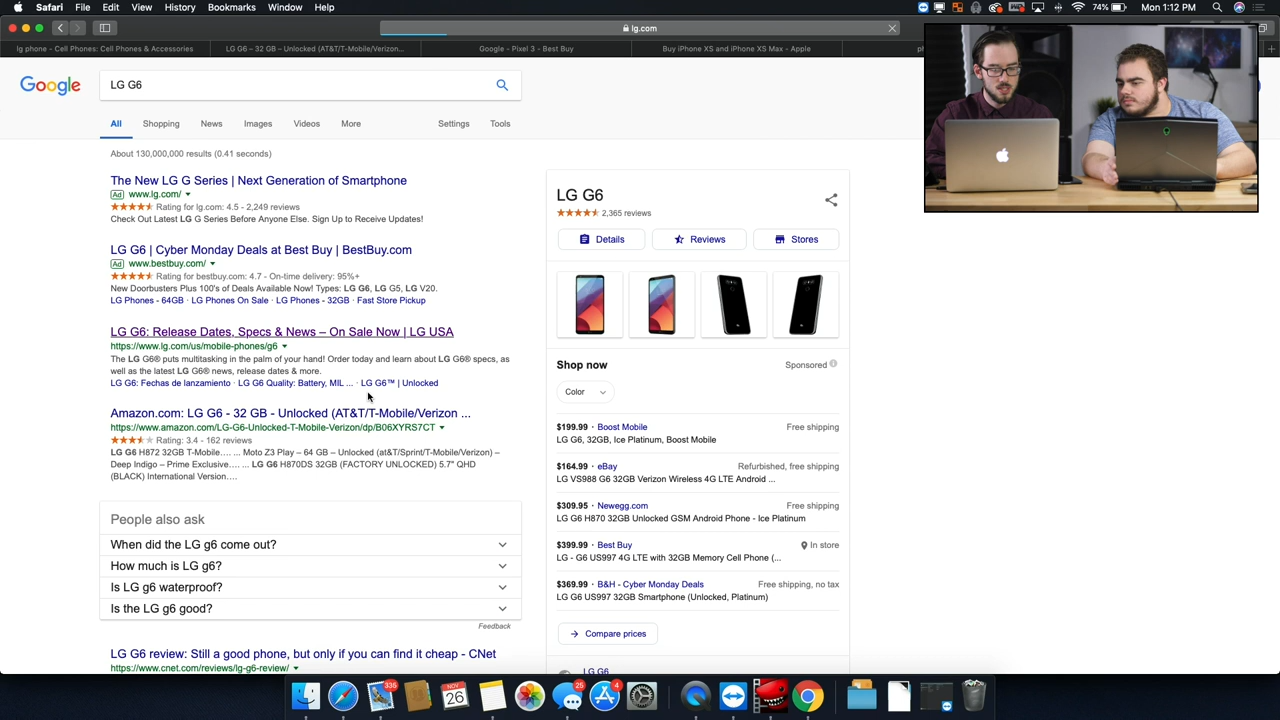 Safari File Edit View History Bookmarks Window Help
74% Mon 1:12 PM
lg.com
lg phone - Cell Phones: Cell Phones & Accessories
LG G6 – 32 GB – Unlocked (AT&T/T-Mobile/Verizon...
Google - Pixel 3 - Best Buy
Buy iPhone XS and iPhone XS Max - Apple
Google
LG G6
All Shopping News Images Videos More Settings Tools
About 130,000,000 results (0.41 seconds)
The New LG G Series | Next Generation of Smartphone
Ad www.lg.com/
Rating for lg.com: 4.5 - 2,249 reviews
Check Out Latest LG G Series Before Anyone Else. Sign Up to Receive Updates!
LG G6 | Cyber Monday Deals at Best Buy | BestBuy.com
Ad www.bestbuy.com/
Rating for bestbuy.com: 4.7 - On-time delivery: 95%+
New Doorbusters Plus 100's of Deals Available Now! Types: LG G6, LG G5, LG V20.
LG Phones - 64GB · LG Phones On Sale · LG Phones - 32GB · Fast Store Pickup
LG G6: Release Dates, Specs & News – On Sale Now | LG USA
https://www.lg.com/us/mobile-phones/g6
The LG G6® puts multitasking in the palm of your hand! Order today and learn about LG G6® specs, as
well as the latest LG G6® news, release dates & more.
LG G6: Fechas de lanzamiento · LG G6 Quality: Battery, MIL ... · LG G6™ | Unlocked
Amazon.com: LG G6 - 32 GB - Unlocked (AT&T/T-Mobile/Verizon ...
https://www.amazon.com/LG-G6-Unlocked-T-Mobile-Verizon/dp/B06XYRS7CT
Rating: 3.4 - 162 reviews
LG G6 H872 32GB T-Mobile.... ... Moto Z3 Play – 64 GB – Unlocked (at&T/Sprint/T-Mobile/Verizon) –
Deep Indigo – Prime Exclusive.... ... LG G6 H870DS 32GB (FACTORY UNLOCKED) 5.7" QHD
(BLACK) International Version....
People also ask
When did the LG g6 come out?
How much is LG g6?
Is LG g6 waterproof?
Is the LG g6 good?
Feedback
LG G6 review: Still a good phone, but only if you can find it cheap - CNet
https://www.cnet.com/reviews/lg-g6-review/
LG G6
2,365 reviews
Details Reviews Stores
Shop now Sponsored
Color
$199.99 · Boost Mobile Free shipping
LG G6, 32GB, Ice Platinum, Boost Mobile
$164.99 · eBay Refurbished, free shipping
LG VS988 G6 32GB Verizon Wireless 4G LTE Android ...
$309.95 · Newegg.com Free shipping
LG G6 H870 32GB Unlocked GSM Android Phone - Ice Platinum
$399.99 · Best Buy In store
LG - G6 US997 4G LTE with 32GB Memory Cell Phone (...
$369.99 · B&H - Cyber Monday Deals Free shipping, no tax
LG G6 US997 32GB Smartphone (Unlocked, Platinum)
Compare prices
LG G6
335
NOV
26
25
4